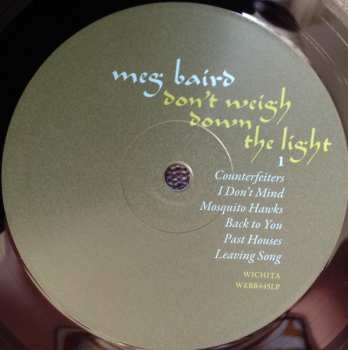 meg baird
don't weigh
down
the light
1
Counterfeiters
I Don't Mind
Mosquito Hawks
Back to You
Past Houses
Leaving Song
WICHITA
WEBB445LP